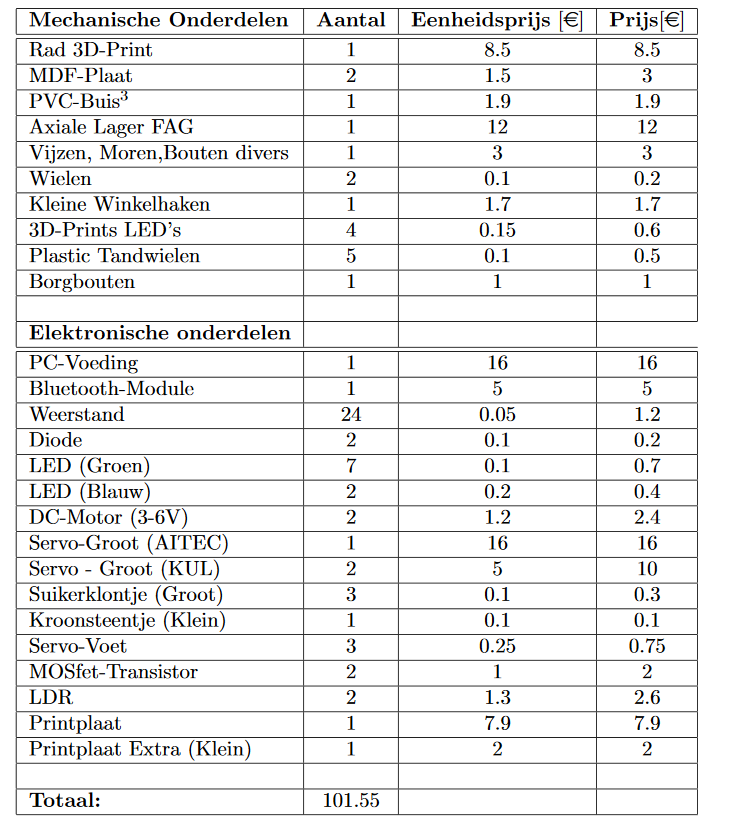 Mechanische Onderdelen Aantal Eenheidsprijs [€] Prijs[€]
Rad 3D-Print 1 8.5 8.5
MDF-Plaat 2 1.5 3
PVC-Buis³ 1 1.9 1.9
Axiale Lager FAG 1 12 12
Vijzen, Moren,Bouten divers 1 3 3
Wielen 2 0.1 0.2
Kleine Winkelhaken 1 1.7 1.7
3D-Prints LED's 4 0.15 0.6
Plastic Tandwielen 5 0.1 0.5
Borgbouten 1 1 1
Elektronische onderdelen
PC-Voeding 1 16 16
Bluetooth-Module 1 5 5
Weerstand 24 0.05 1.2
Diode 2 0.1 0.2
LED (Groen) 7 0.1 0.7
LED (Blauw) 2 0.2 0.4
DC-Motor (3-6V) 2 1.2 2.4
Servo-Groot (AITEC) 1 16 16
Servo - Groot (KUL) 2 5 10
Suikerklontje (Groot) 3 0.1 0.3
Kroonsteentje (Klein) 1 0.1 0.1
Servo-Voet 3 0.25 0.75
MOSfet-Transistor 2 1 2
LDR 2 1.3 2.6
Printplaat 1 7.9 7.9
Printplaat Extra (Klein) 1 2 2
Totaal: 101.55